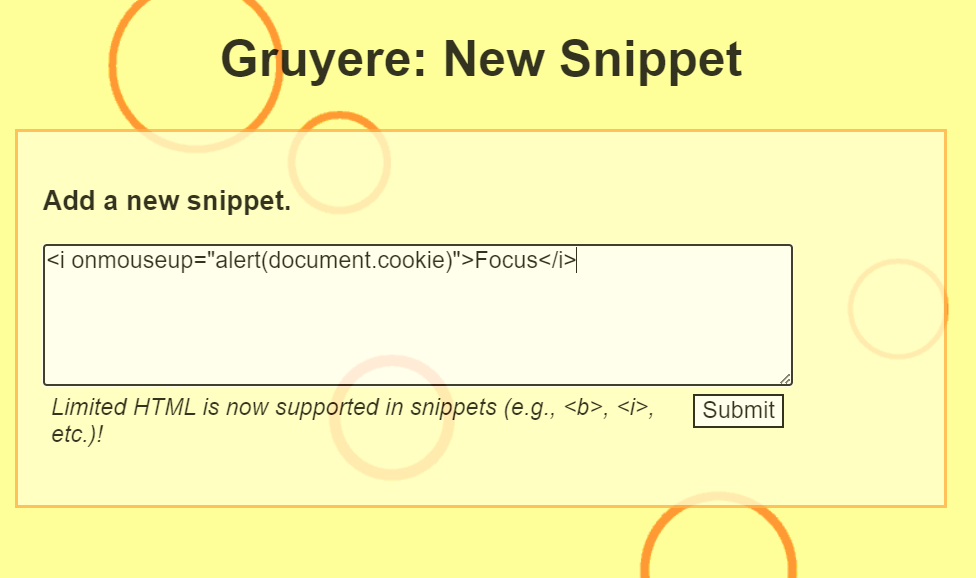 Gruyere: New Snippet
Add a new snippet.
<i onmouseup="alert(document.cookie)">Focus</i>
Limited HTML is now supported in snippets (e.g., <b>, <i>,
etc.)!
Submit